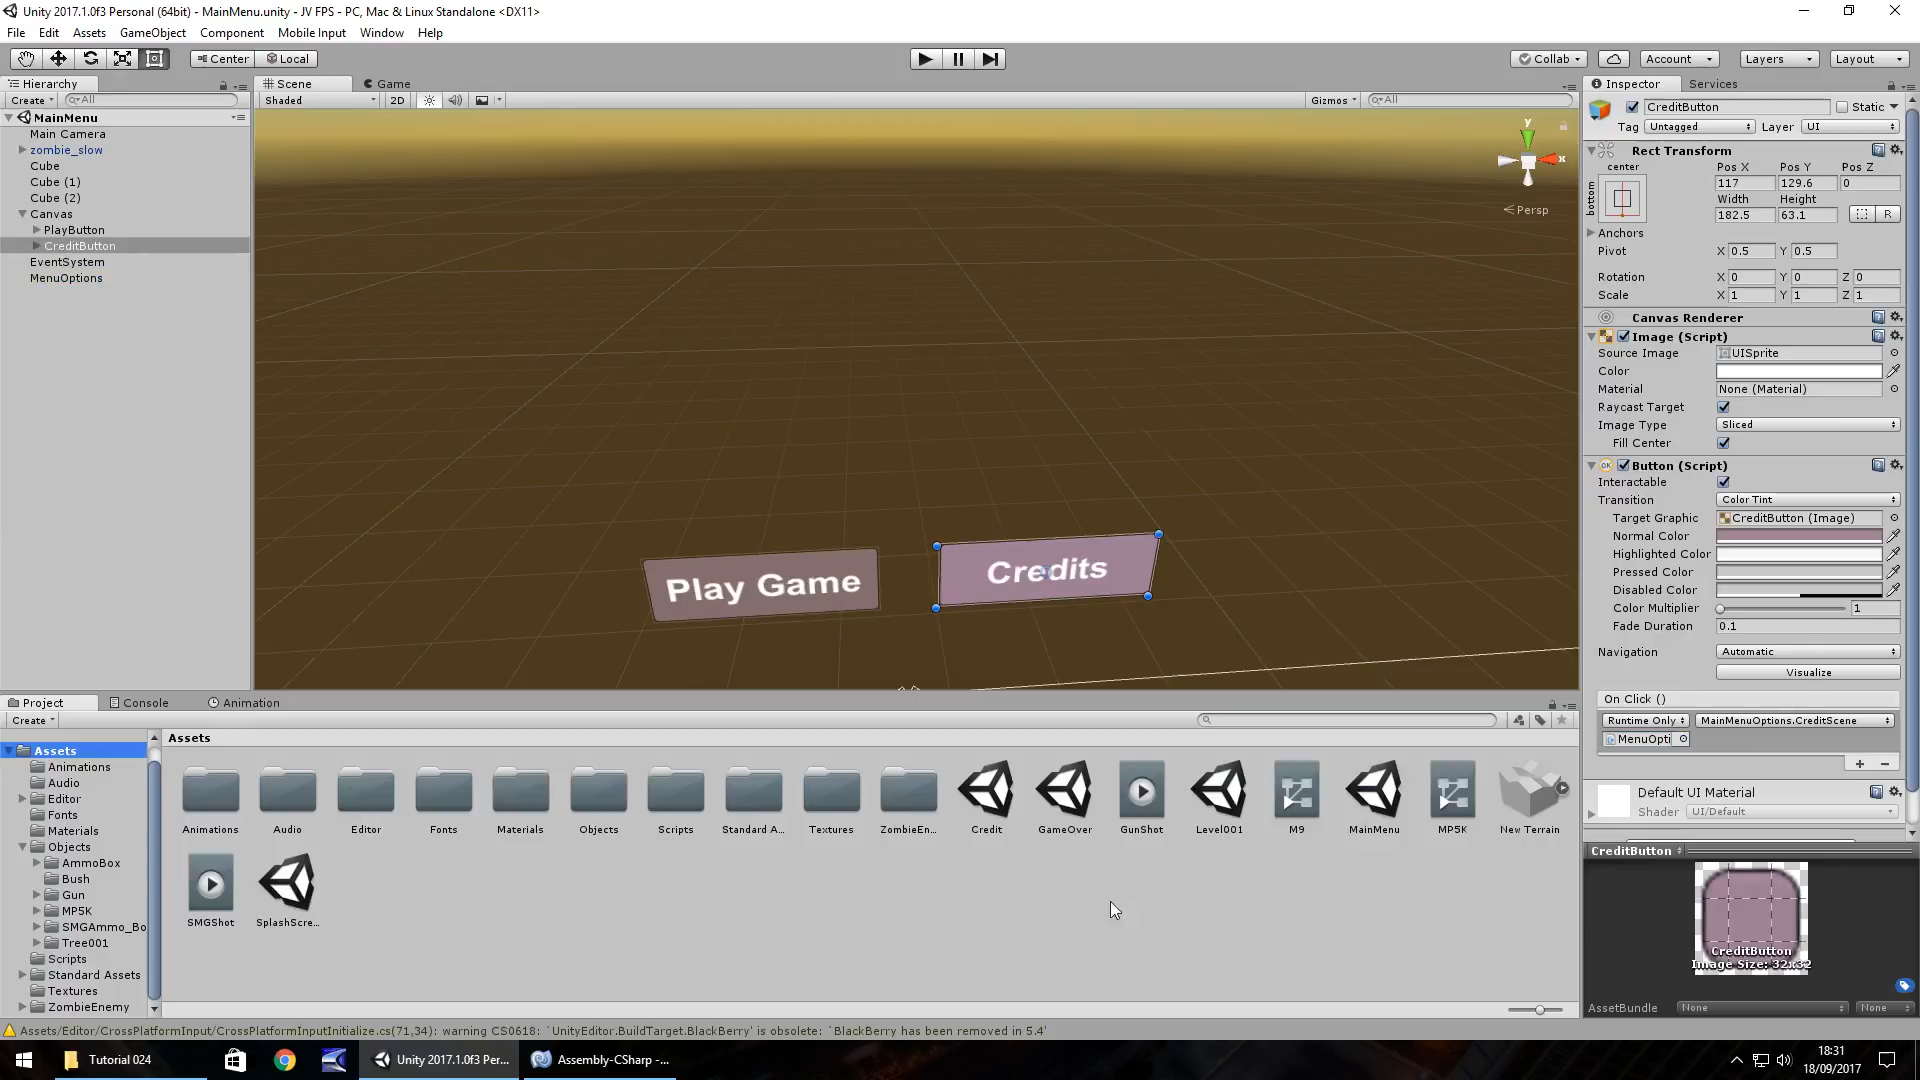 Unity 2017.1.0f3 Personal (64bit) - MainMenu.unity - JV FPS - PC, Mac & Linux Standalone <DX11>
File Edit Assets GameObject Component Mobile Input Window Help
Center Local
Collab Account Layers Layout
Hierarchy
Create All
MainMenu
Main Camera
zombie_slow
Cube
Cube (1)
Cube (2)
Canvas
PlayButton
CreditButton
EventSystem
MenuOptions
Scene Game
Shaded 2D Gizmos All
y
x
Persp
Play Game
Credits
Inspector Services
CreditButton Static
Tag Untagged Layer UI
Rect Transform
center
bottom
Pos X Pos Y Pos Z
117 129.6 0
Width Height
182.5 63.1 R
Anchors
Pivot X 0.5 Y 0.5
Rotation X 0 Y 0 Z 0
Scale X 1 Y 1 Z 1
Canvas Renderer
Image (Script)
Source Image UISprite
Color
Material None (Material)
Raycast Target
Image Type Sliced
Fill Center
Button (Script)
Interactable
Transition Color Tint
Target Graphic CreditButton (Image)
Normal Color
Highlighted Color
Pressed Color
Disabled Color
Color Multiplier 1
Fade Duration 0.1
Navigation Automatic
Visualize
On Click ()
Runtime Only MainMenuOptions.CreditScene
MenuOpti
+ −
Default UI Material
Shader UI/Default
CreditButton
CreditButton
Image Size: 32x32
AssetBundle None None
Project Console Animation
Create
Assets
Animations
Audio
Editor
Fonts
Materials
Objects
AmmoBox
Bush
Gun
MP5K
SMGAmmo_Bo
Tree001
Scripts
Standard Assets
Textures
ZombieEnemy
Assets
Animations Audio Editor Fonts Materials Objects Scripts Standard A... Textures ZombieEn... Credit GameOver GunShot Level001 M9 MainMenu MP5K New Terrain
SMGShot SplashScre...
Assets/Editor/CrossPlatformInput/CrossPlatformInputInitialize.cs(71,34): warning CS0618: `UnityEditor.BuildTarget.BlackBerry' is obsolete: `BlackBerry has been removed in 5.4'
Tutorial 024 Unity 2017.1.0f3 Per... Assembly-CSharp -...
18:31
18/09/2017